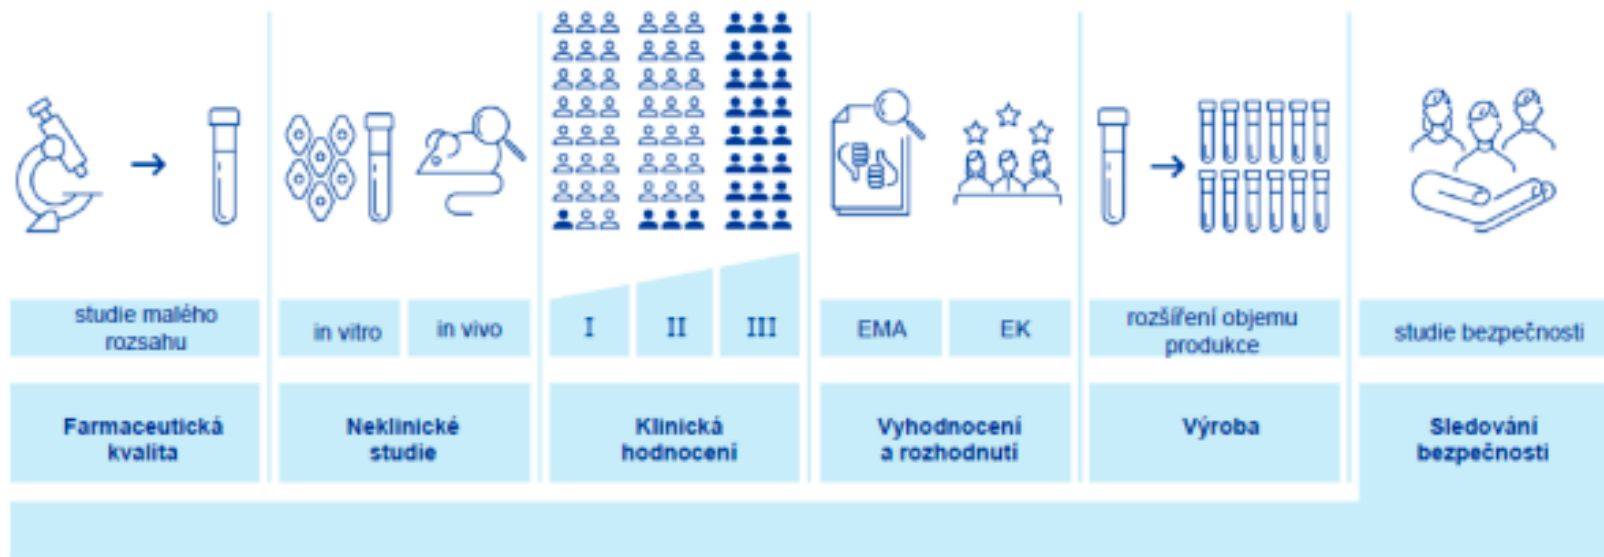 studie malého
rozsahu
in vitro
in vivo
I
II
III
EMA
EK
rozšíření objemu
produkce
studie bezpečnosti
Farmaceutická
kvalita
Neklinické
studie
Klinická
hodnocení
Vyhodnocení
a rozhodnutí
Výroba
Sledování
bezpečnosti